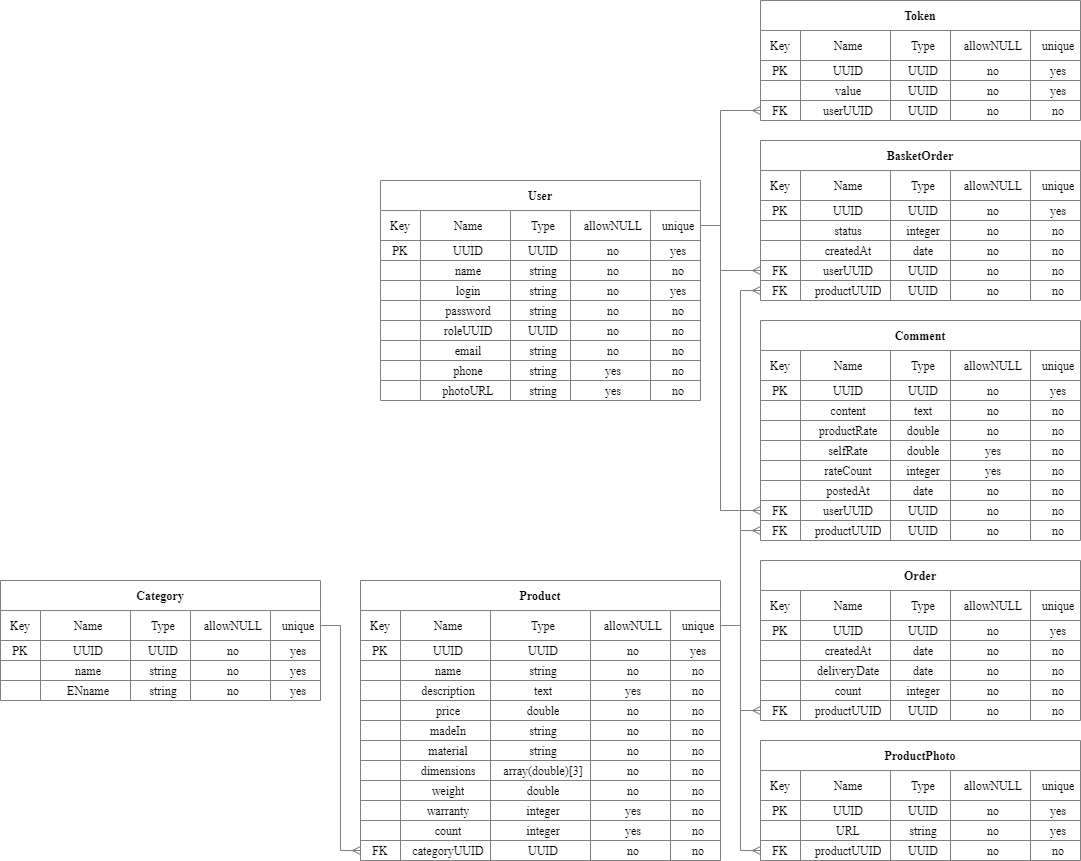 Token
Key Name Type allowNULL unique
PK UUID UUID no yes
value UUID no yes
FK userUUID UUID no no
BasketOrder
Key Name Type allowNULL unique
PK UUID UUID no yes
status integer no no
createdAt date no no
FK userUUID UUID no no
FK productUUID UUID no no
User
Key Name Type allowNULL unique
PK UUID UUID no yes
name string no no
login string no yes
password string no no
roleUUID UUID no no
email string no no
phone string yes no
photoURL string yes no
Comment
Key Name Type allowNULL unique
PK UUID UUID no yes
content text no no
productRate double no no
selfRate double yes no
rateCount integer yes no
postedAt date no no
FK userUUID UUID no no
FK productUUID UUID no no
Category
Key Name Type allowNULL unique
PK UUID UUID no yes
name string no yes
ENname string no yes
Product
Key Name Type allowNULL unique
PK UUID UUID no yes
name string no no
description text yes no
price double no no
madeIn string no no
material string no no
dimensions array(double)[3] no no
weight double no no
warranty integer yes no
count integer yes no
FK categoryUUID UUID no no
Order
Key Name Type allowNULL unique
PK UUID UUID no yes
createdAt date no no
deliveryDate date no no
count integer no no
FK productUUID UUID no no
ProductPhoto
Key Name Type allowNULL unique
PK UUID UUID no yes
URL string no yes
FK productUUID UUID no no